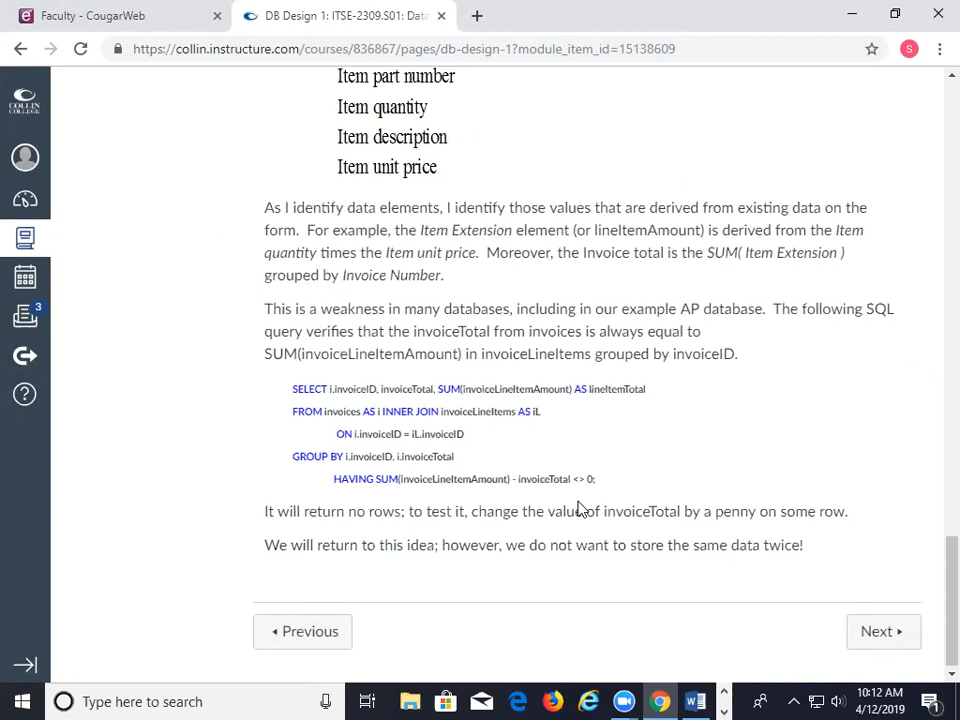 Faculty - CougarWeb
DB Design 1: ITSE-2309.S01: Data
https://collin.instructure.com/courses/836867/pages/db-design-1?module_item_id=15138609
S
COLLIN
COLLEGE
3
Item part number
Item quantity
Item description
Item unit price
As I identify data elements, I identify those values that are derived from existing data on the
form. For example, the Item Extension element (or lineItemAmount) is derived from the Item
quantity times the Item unit price. Moreover, the Invoice total is the SUM( Item Extension )
grouped by Invoice Number.
This is a weakness in many databases, including in our example AP database. The following SQL
query verifies that the invoiceTotal from invoices is always equal to
SUM(invoiceLineItemAmount) in invoiceLineItems grouped by invoiceID.
SELECT i.invoiceID, invoiceTotal, SUM(invoiceLineItemAmount) AS lineItemTotal
FROM invoices AS i INNER JOIN invoiceLineItems AS iL
ON i.invoiceID = iL.invoiceID
GROUP BY i.invoiceID, i.invoiceTotal
HAVING SUM(invoiceLineItemAmount) - invoiceTotal <> 0;
It will return no rows; to test it, change the value of invoiceTotal by a penny on some row.
We will return to this idea; however, we do not want to store the same data twice!
Previous
Next
Type here to search
10:12 AM
4/12/2019
1